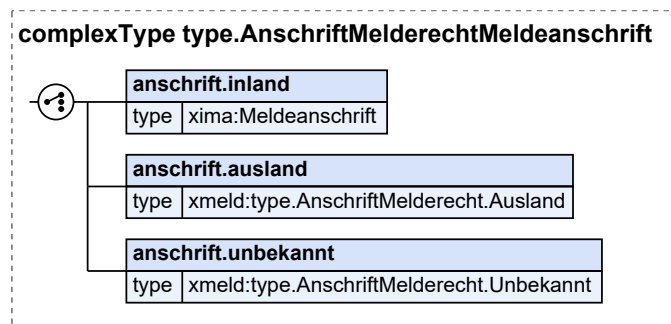 complexType type.AnschriftMelderechtMeldeanschrift
anschrift.inland
type xima:Meldeanschrift
anschrift.ausland
type xmeld:type.AnschriftMelderecht.Ausland
anschrift.unbekannt
type xmeld:type.AnschriftMelderecht.Unbekannt